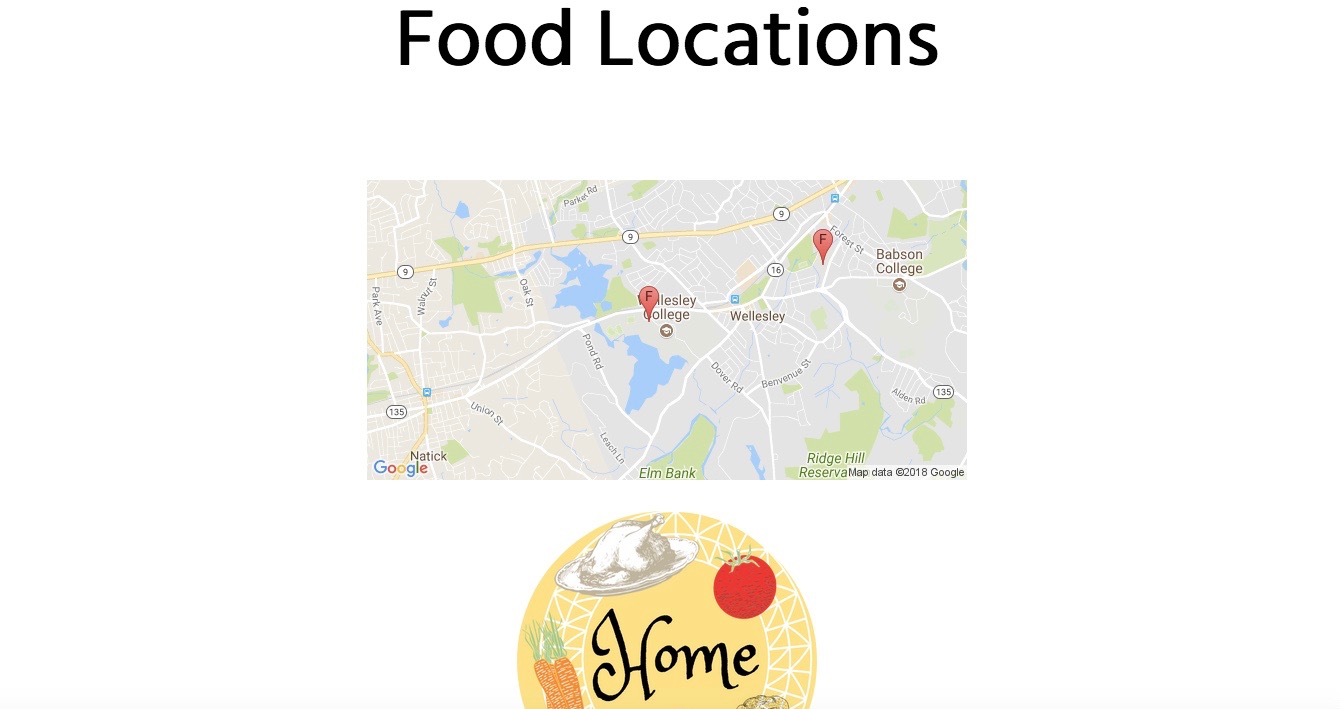 Food Locations
Parker Rd
9
9
F
Forest St
Babson
College
9
16
Park Ave
Walnut St
Oak St
F
Wellesley
College
Wellesley
Pond Rd
Dover Rd
Benvenue St
Alden Rd
135
135
Union St
Leach Ln
Natick
Google
Elm Bank
Ridge Hill
Reserva
Map data ©2018 Google
Home